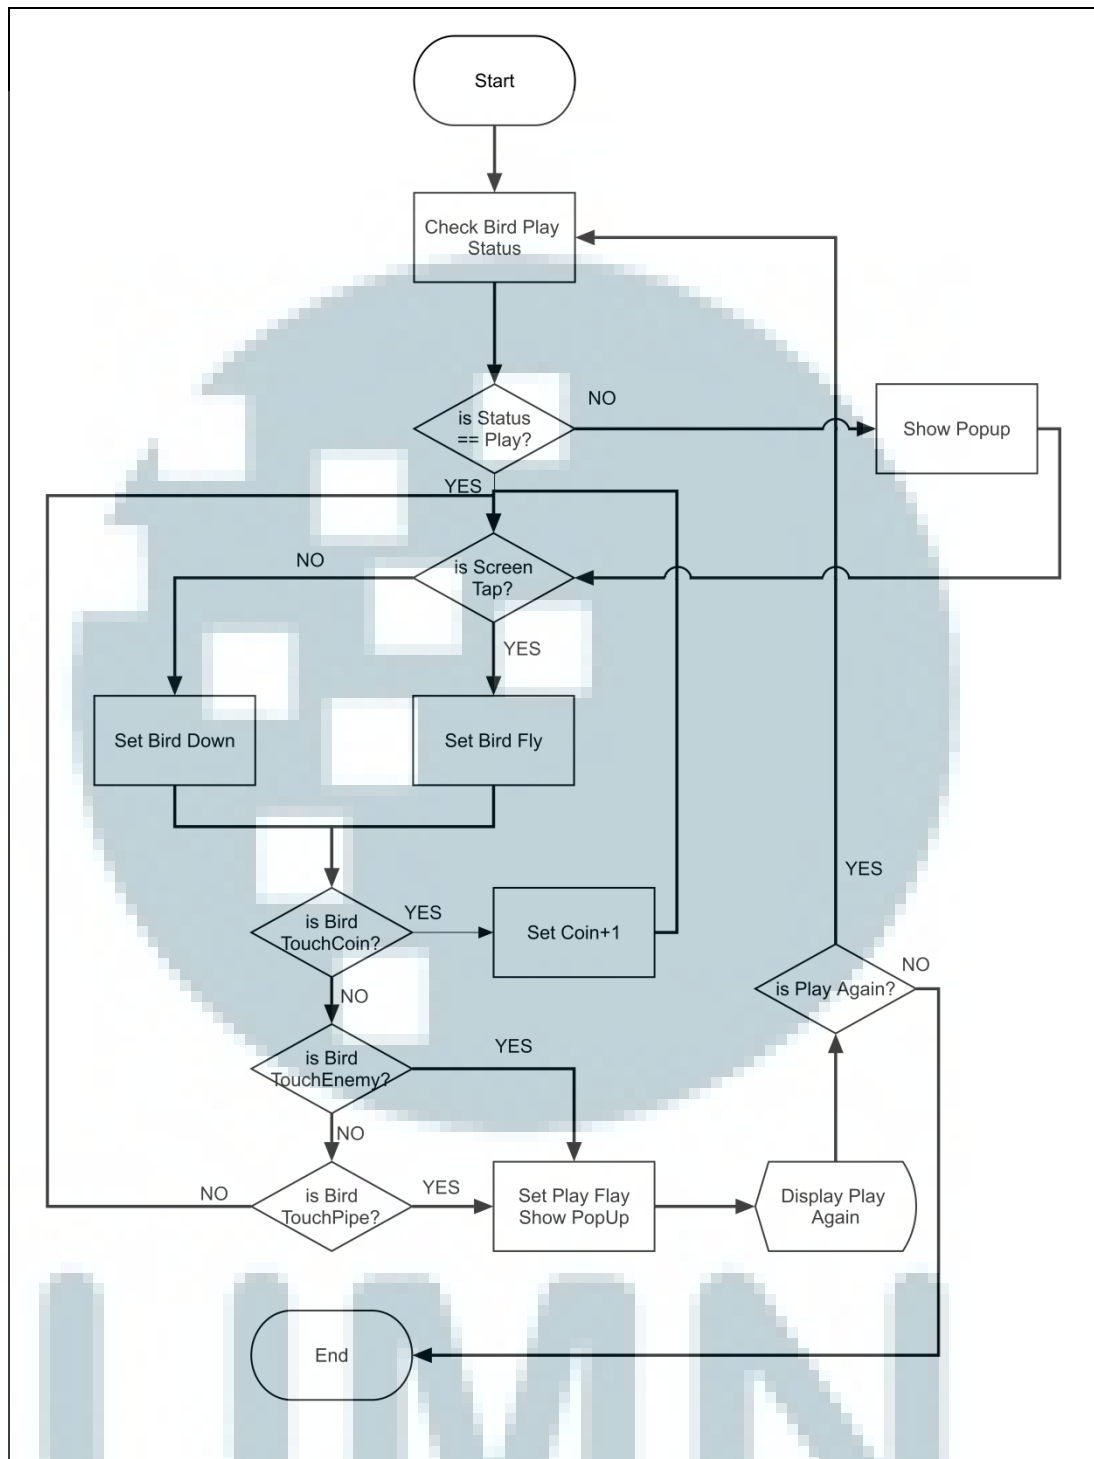 Start
Check Bird Play
Status
is Status
== Play?
NO
Show Popup
YES
is Screen
Tap?
NO
YES
Set Bird Down
Set Bird Fly
is Bird
TouchCoin?
YES
Set Coin+1
YES
NO
is Play Again?
NO
is Bird
TouchEnemy?
YES
NO
is Bird
TouchPipe?
NO
YES
Set Play Flay
Show PopUp
Display Play
Again
End
UMN